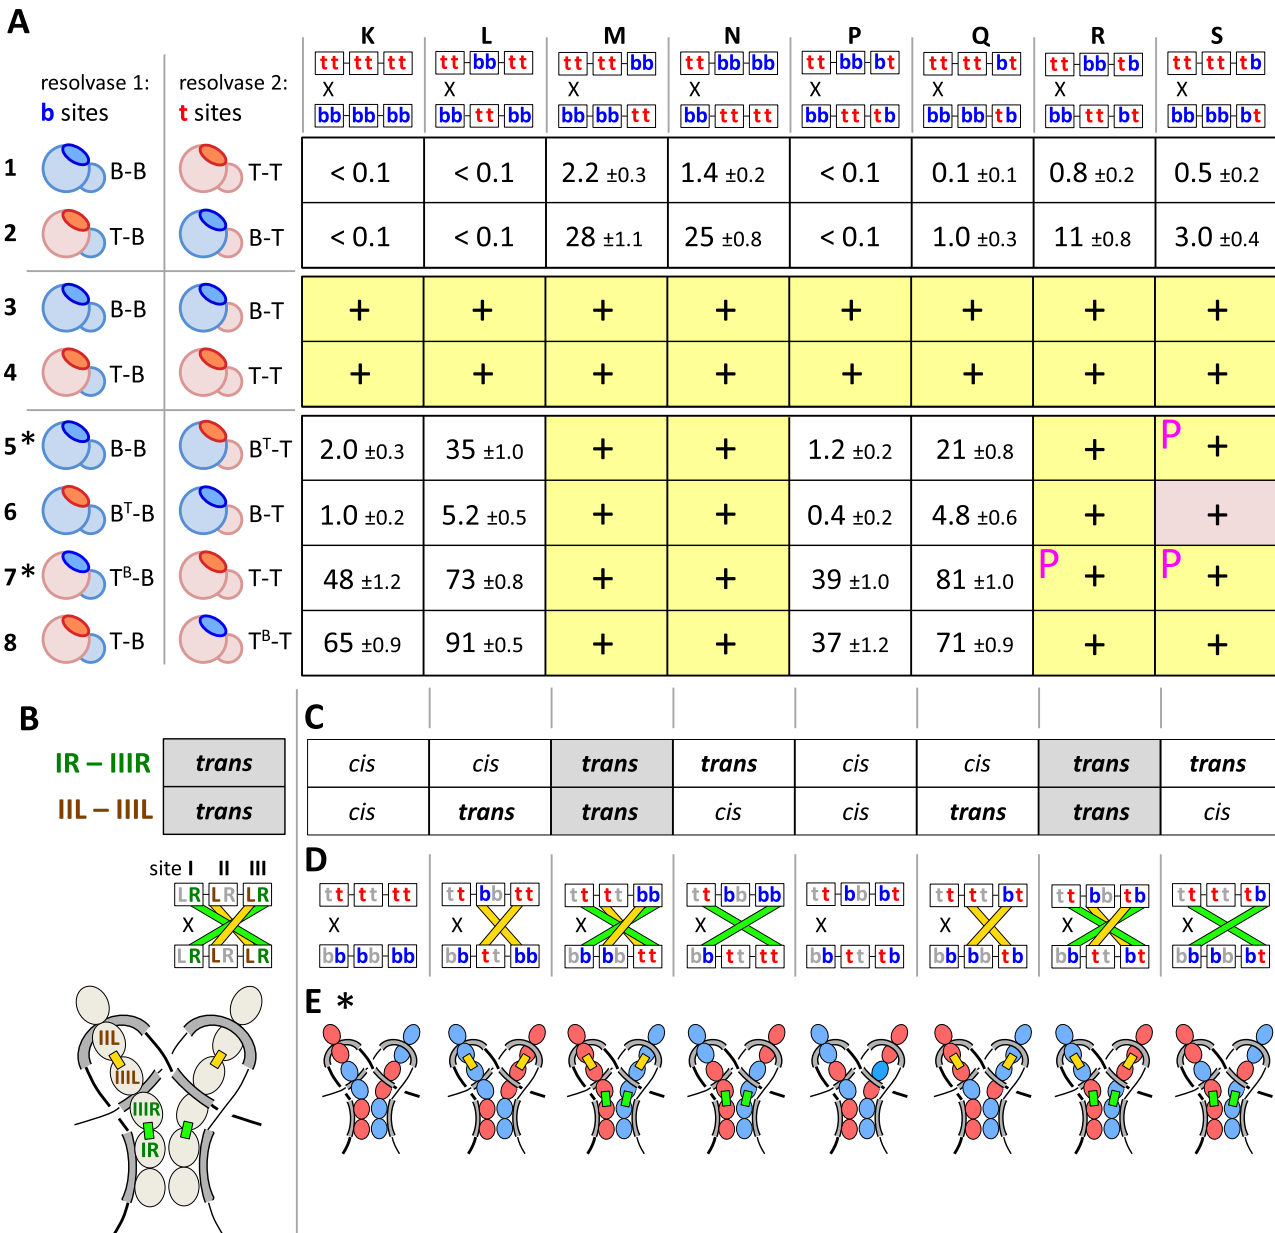 A
K L M N P Q R S
tt tt tt tt bb tt tt tt bb tt bb bb tt bb bt tt tt bt tt bb tb tt tt tb
resolvase 1: resolvase 2:
X X X X X X X X
b sites t sites
bb bb bb bb tt bb bb bb tt bb tt tt bb tt tb bb bb tb bb tt bt bb bb bt
1 B-B T-T < 0.1 < 0.1 2.2 ±0.3 1.4 ±0.2 < 0.1 0.1 ±0.1 0.8 ±0.2 0.5 ±0.2
2 T-B B-T < 0.1 < 0.1 28 ±1.1 25 ±0.8 < 0.1 1.0 ±0.3 11 ±0.8 3.0 ±0.4
3 B-B B-T + + + + + + + +
4 T-B T-T + + + + + + + +
5* B-B Bᵀ-T 2.0 ±0.3 35 ±1.0 + + 1.2 ±0.2 21 ±0.8 + P +
6 Bᵀ-B B-T 1.0 ±0.2 5.2 ±0.5 + + 0.4 ±0.2 4.8 ±0.6 + +
7* Tᴮ-B T-T 48 ±1.2 73 ±0.8 + + 39 ±1.0 81 ±1.0 P + P +
8 T-B Tᴮ-T 65 ±0.9 91 ±0.5 + + 37 ±1.2 71 ±0.9 + +
B C
IR – IIIR trans cis cis trans trans cis cis trans trans
IIL – IIIL trans cis trans trans cis cis trans trans cis
D
site I II III
LR LR LR tt tt tt tt bb tt tt tt bb tt bb bb tt bb bt tt tt bt tt bb tb tt tt tb
X X X X X X X X X
LR LR LR bb bb bb bb tt bb bb bb tt bb tt tt bb tt tb bb bb tb bb tt bt bb bb bt
E *
IIL
IIIL
IIIR
IR